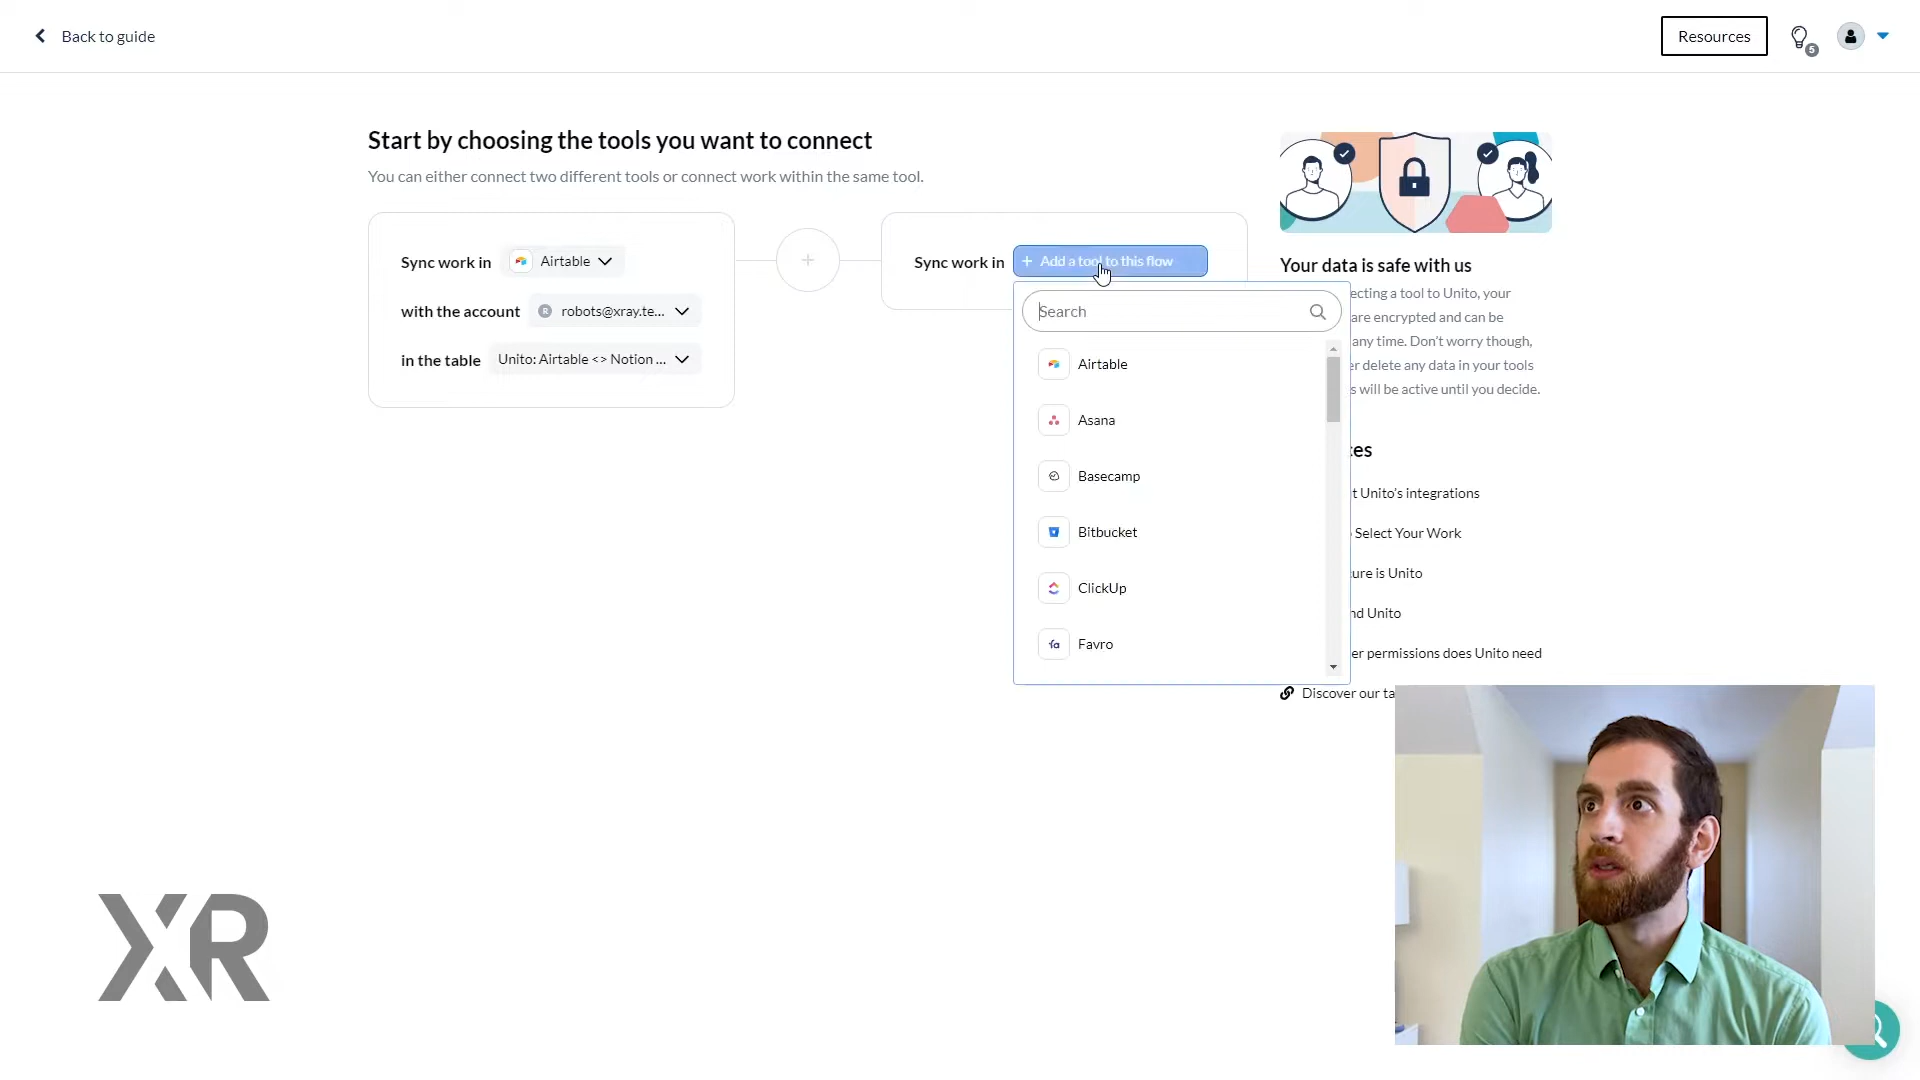 Back to guide
Resources
5
Start by choosing the tools you want to connect
You can either connect two different tools or connect work within the same tool.
Sync work in Airtable
with the account R robots@xray.te...
in the table Unito: Airtable <> Notion ...
+
Sync work in + Add a tool to this flow
Search
Airtable
Asana
Basecamp
Bitbucket
ClickUp
fa Favro
Your data is safe with us
ecting a tool to Unito, your
are encrypted and can be
any time. Don't worry though,
er delete any data in your tools
s will be active until you decide.
ces
t Unito's integrations
Select Your Work
ure is Unito
nd Unito
er permissions does Unito need
Discover our ta
XR